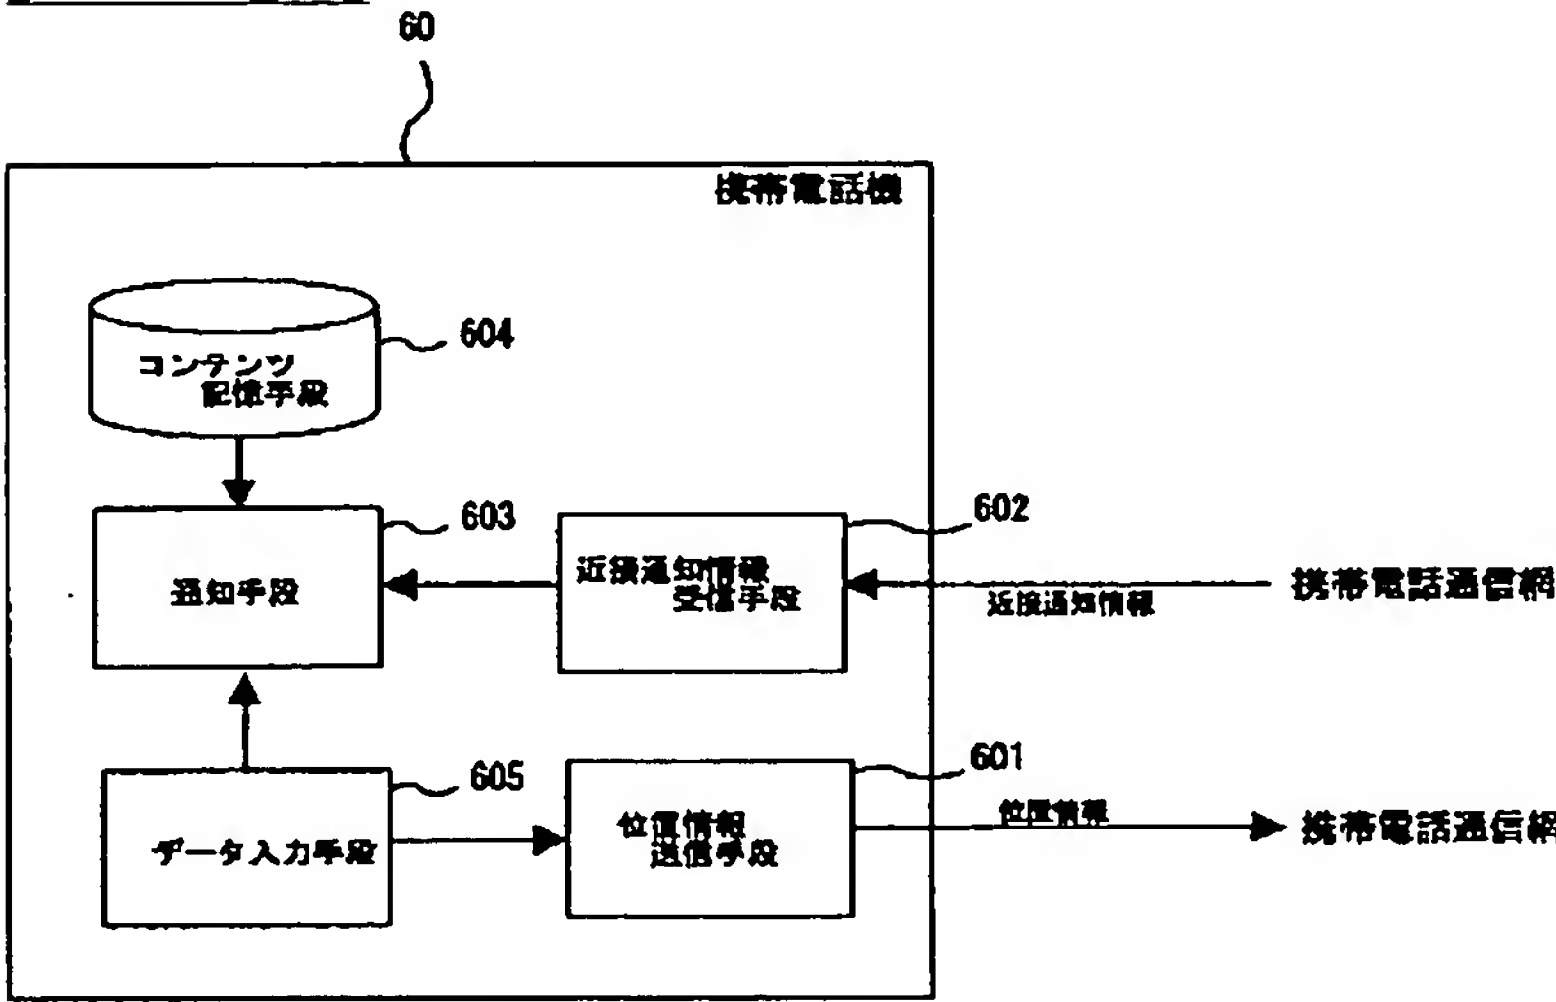 60
携帯電話機
604
コンテンツ
記憶手段
603
602
通知手段
近接通知情報
受信手段
近接通知情報
携帯電話通信網
605
601
データ入力手段
位置情報
送信手段
位置情報
携帯電話通信網